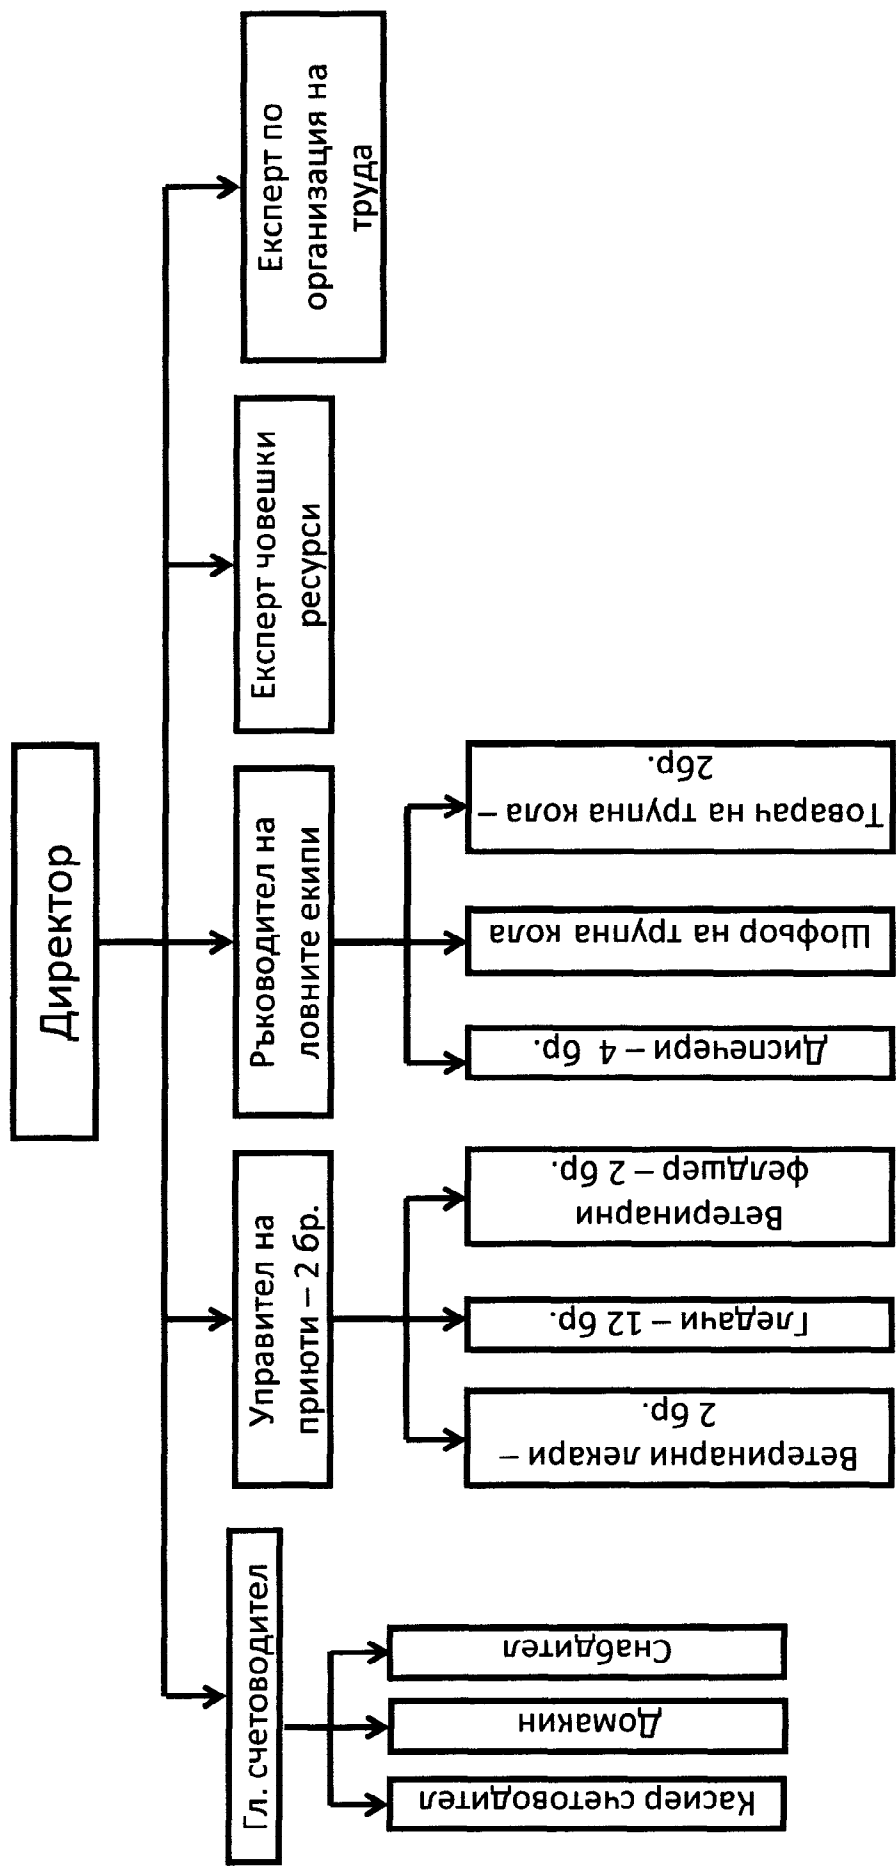 Директор
Гл. счетоводител
Управител на
приюти – 2 бр.
Ръководител на
ловните екипи
Експерт човешки
ресурси
Експерт по
организация на
труда
Касиер счетоводител
Домакин
Снабдител
Ветеринарни лекари –
2 бр.
Гледачи – 12 бр.
Ветеринарни
фелдшер – 2 бр.
Диспечери – 4 бр.
Шофьор на трупна кола
Товарач на трупна кола –
2бр.